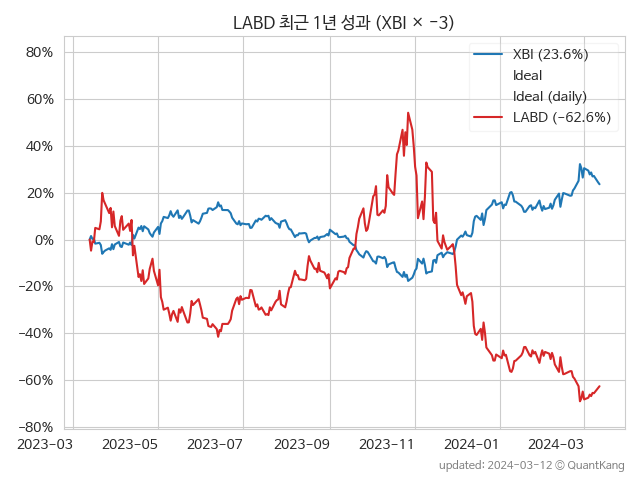 LABD 최근 1년 성과 (XBI × -3)
XBI (23.6%)
Ideal
Ideal (daily)
LABD (-62.6%)
80%
60%
40%
20%
0%
-20%
-40%
-60%
-80%
2023-03 2023-05 2023-07 2023-09 2023-11 2024-01 2024-03
updated: 2024-03-12 © QuantKang